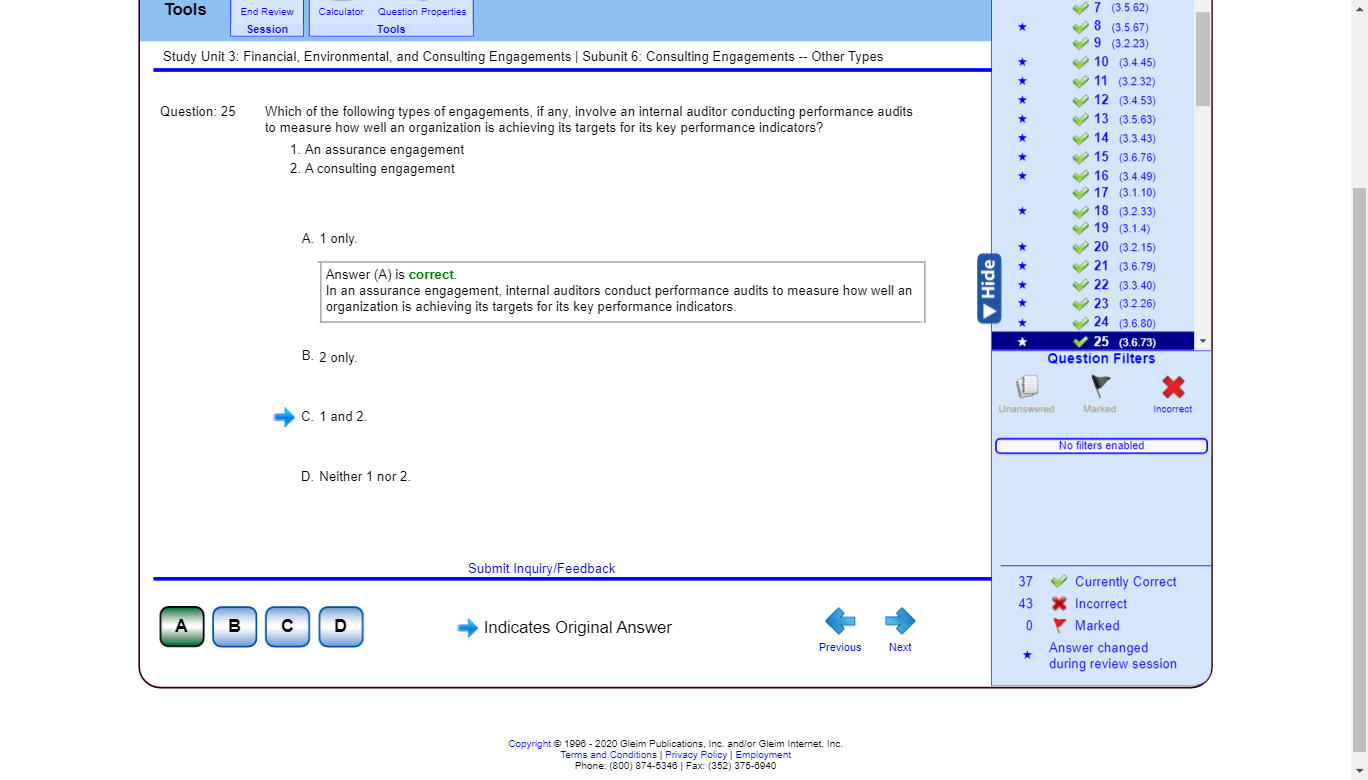 Tools
End Review
Session
Calculator Question Properties
Tools
Study Unit 3: Financial, Environmental, and Consulting Engagements | Subunit 6: Consulting Engagements -- Other Types
Question: 25
Which of the following types of engagements, if any, involve an internal auditor conducting performance audits
to measure how well an organization is achieving its targets for its key performance indicators?
1. An assurance engagement
2. A consulting engagement
A. 1 only.
Answer (A) is correct.
In an assurance engagement, internal auditors conduct performance audits to measure how well an
organization is achieving its targets for its key performance indicators.
B. 2 only.
C. 1 and 2.
D. Neither 1 nor 2.
Submit Inquiry/Feedback
A B C D
Indicates Original Answer
Previous Next
Hide
7 (3.5.62)
8 (3.5.67)
9 (3.2.23)
10 (3.4.45)
11 (3.2.32)
12 (3.4.53)
13 (3.5.63)
14 (3.3.43)
15 (3.6.76)
16 (3.4.49)
17 (3.1.10)
18 (3.2.33)
19 (3.1.4)
20 (3.2.15)
21 (3.6.79)
22 (3.3.40)
23 (3.2.26)
24 (3.6.80)
25 (3.6.73)
Question Filters
Unanswered Marked Incorrect
No filters enabled
37 Currently Correct
43 Incorrect
0 Marked
Answer changed
during review session
Copyright © 1996 - 2020 Gleim Publications, Inc. and/or Gleim Internet, Inc.
Terms and Conditions | Privacy Policy | Employment
Phone: (800) 874-5346 | Fax: (352) 375-6940